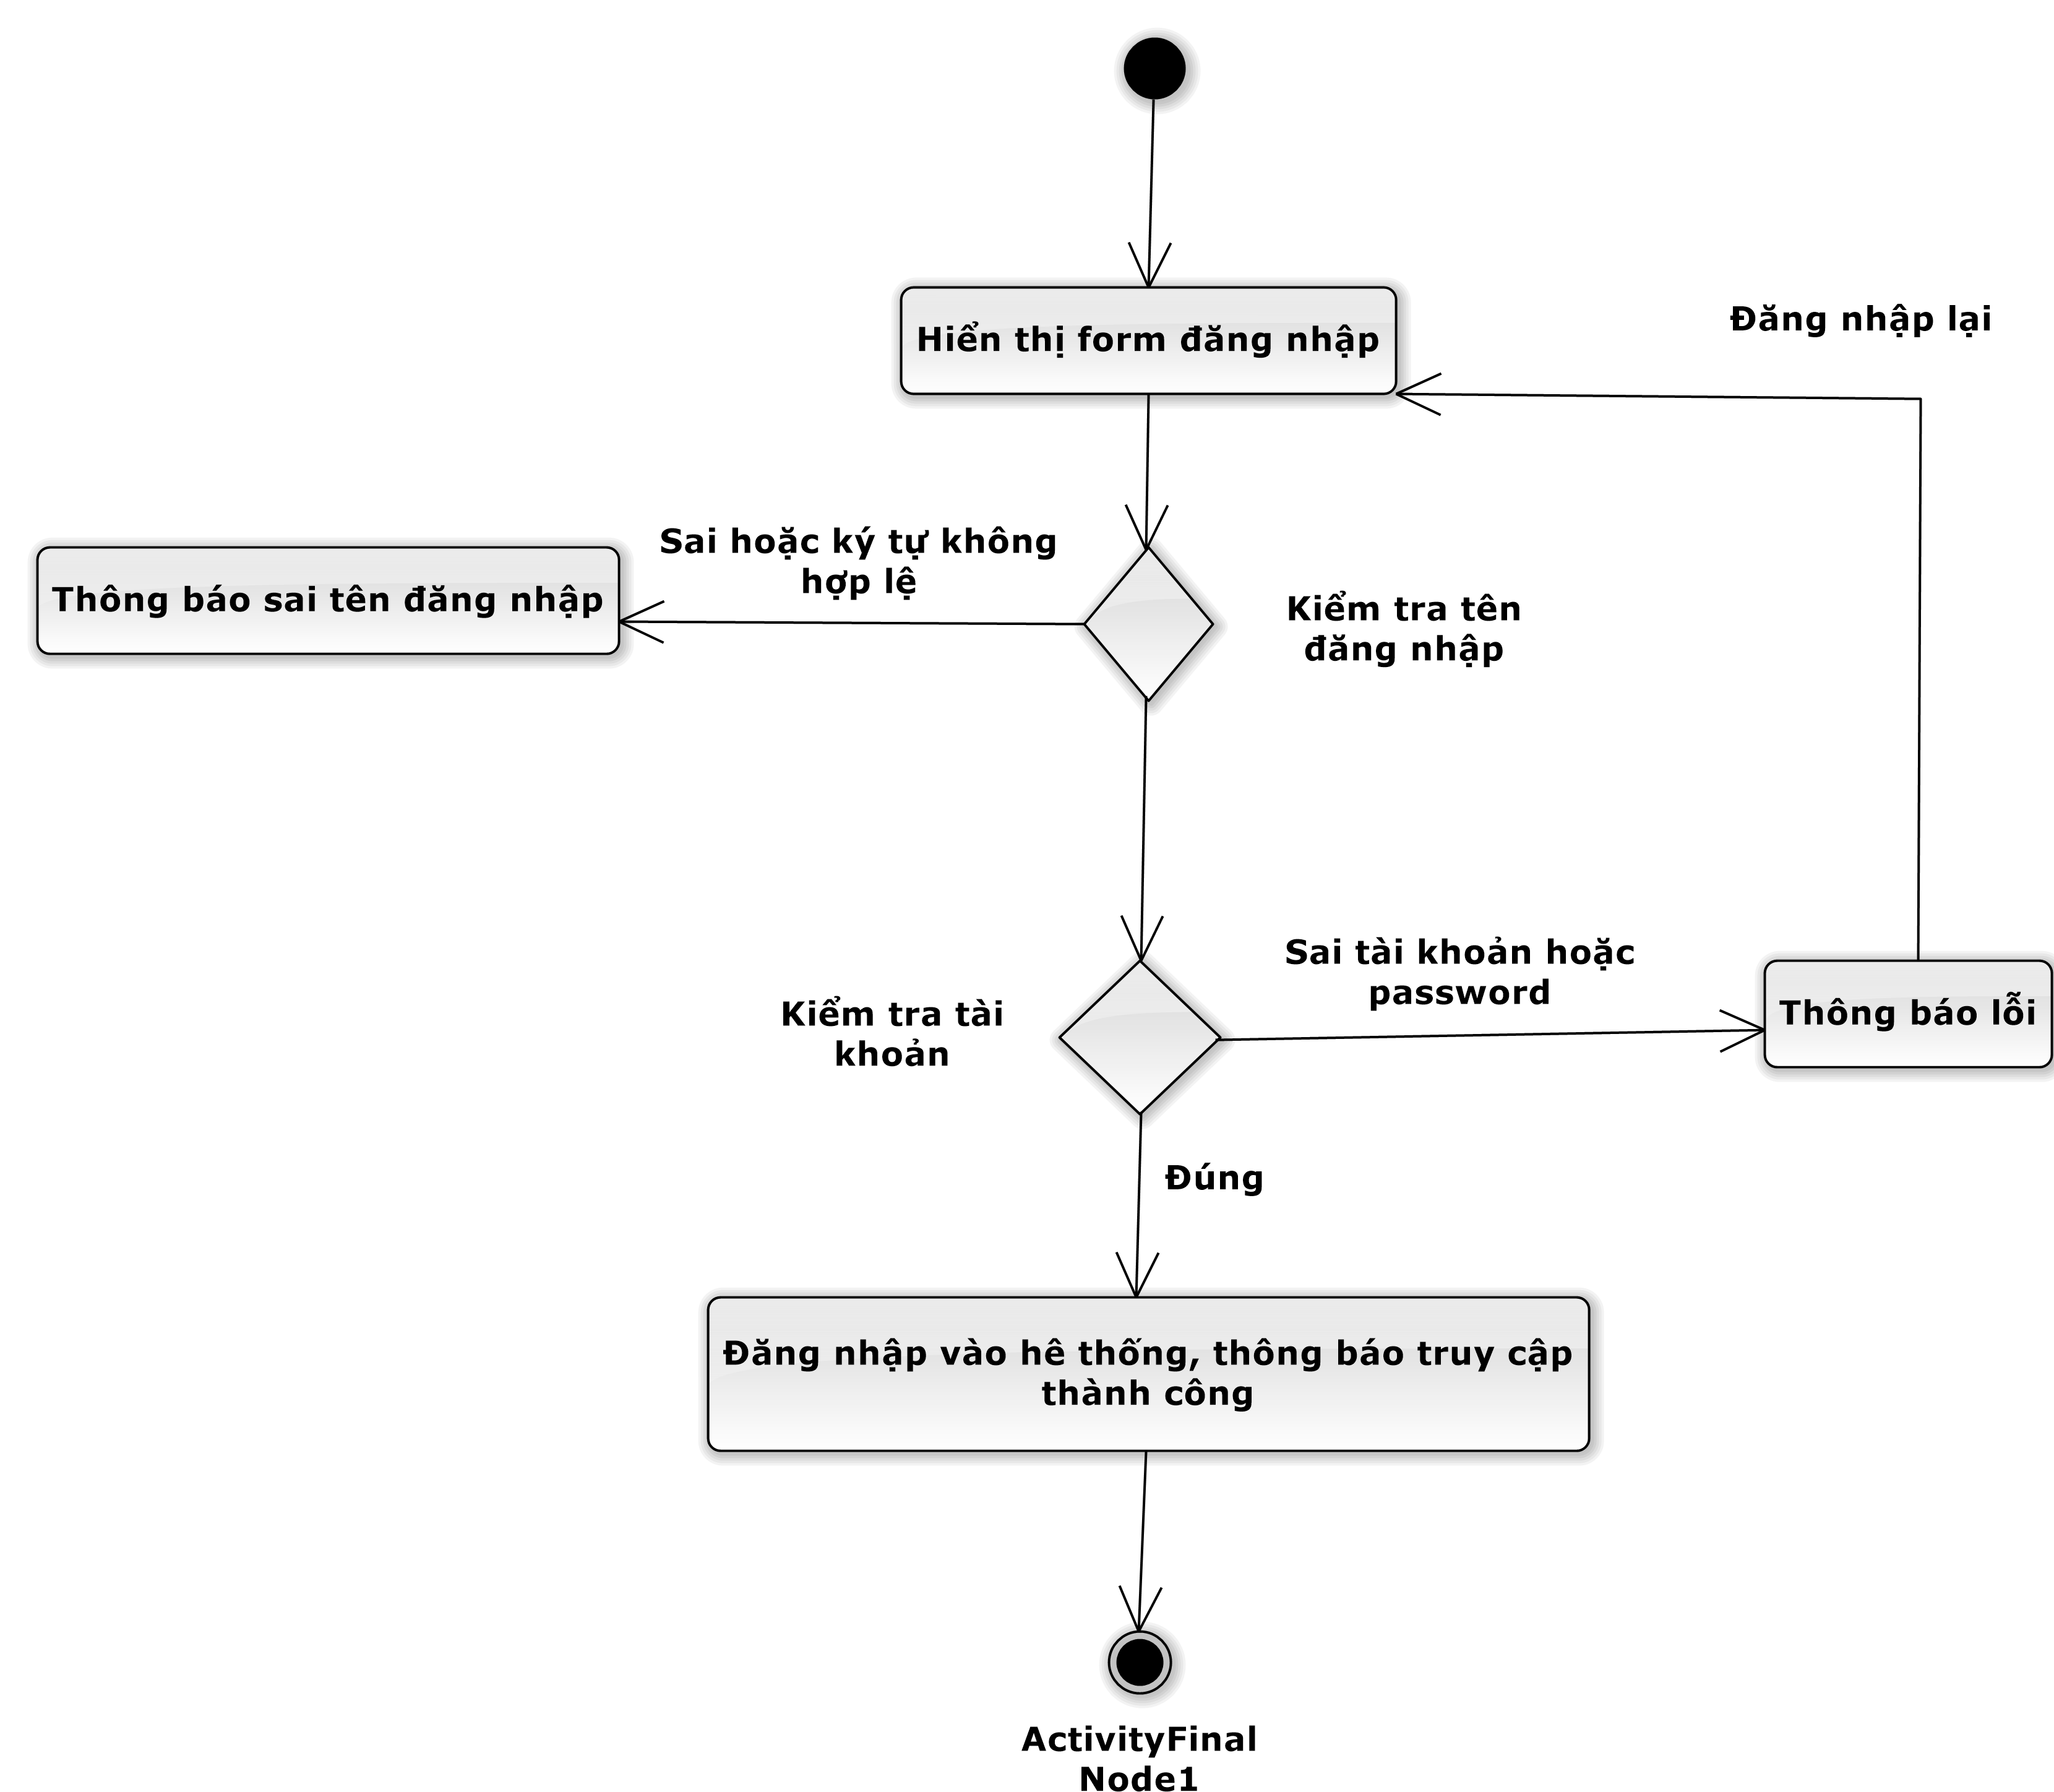 Hiển thị form đăng nhập
Đăng nhập lại
Sai hoặc ký tự không
hợp lệ
Thông báo sai tên đăng nhập
Kiểm tra tên
đăng nhập
Sai tài khoản hoặc
password
Kiểm tra tài
khoản
Thông báo lỗi
Đúng
Đăng nhập vào hê thống, thông báo truy cập
thành công
ActivityFinal
Node1